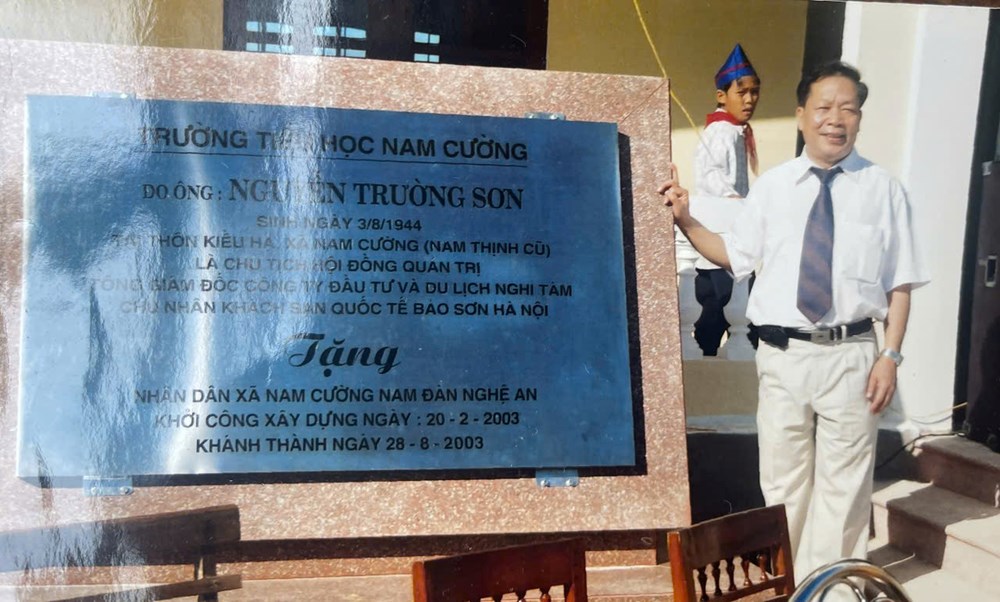 TRƯỜNG TIỂU HỌC NAM CƯỜNG
DO ÔNG : NGUYỄN TRƯỜNG SƠN
SINH NGÀY 3/8/1944
TẠI THÔN KIỀU HẠ, XÃ NAM CƯỜNG (NAM THỊNH CŨ)
LÀ CHỦ TỊCH HỘI ĐỒNG QUẢN TRỊ
TỔNG GIÁM ĐỐC CÔNG TY ĐẦU TƯ VÀ DU LỊCH NGHI TÀM
CHỦ NHÂN KHÁCH SẠN QUỐC TẾ BẢO SƠN HÀ NỘI
Tặng
NHÂN DÂN XÃ NAM CƯỜNG NAM ĐÀN NGHỆ AN
KHỞI CÔNG XÂY DỰNG NGÀY : 20 - 2 - 2003
KHÁNH THÀNH NGÀY 28 - 8 - 2003